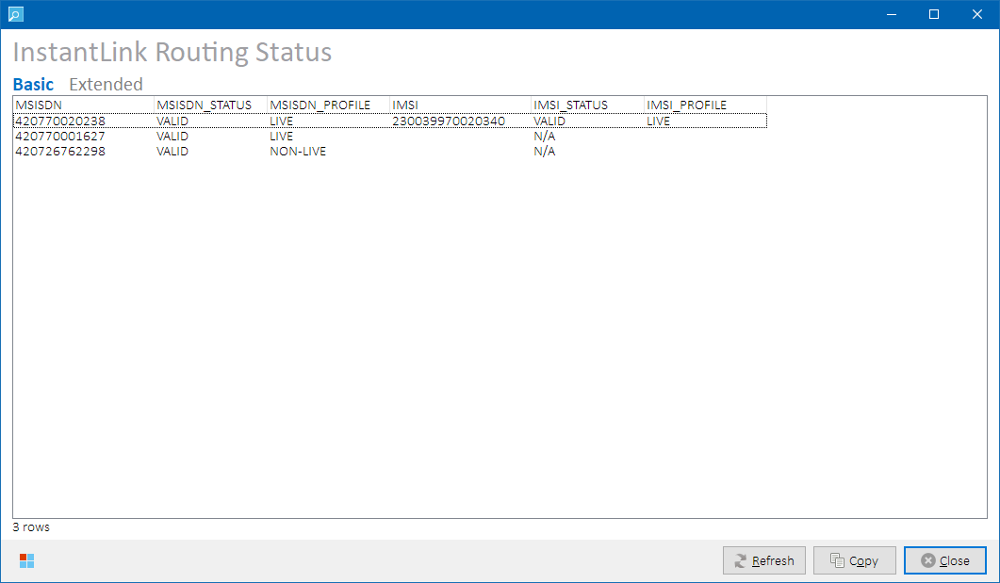 InstantLink Routing Status
Basic Extended
MSISDN MSISDN_STATUS MSISDN_PROFILE IMSI IMSI_STATUS IMSI_PROFILE
420770020238 VALID LIVE 230039970020340 VALID LIVE
420770001627 VALID LIVE N/A
420726762298 VALID NON-LIVE N/A
3 rows
Refresh Copy Close